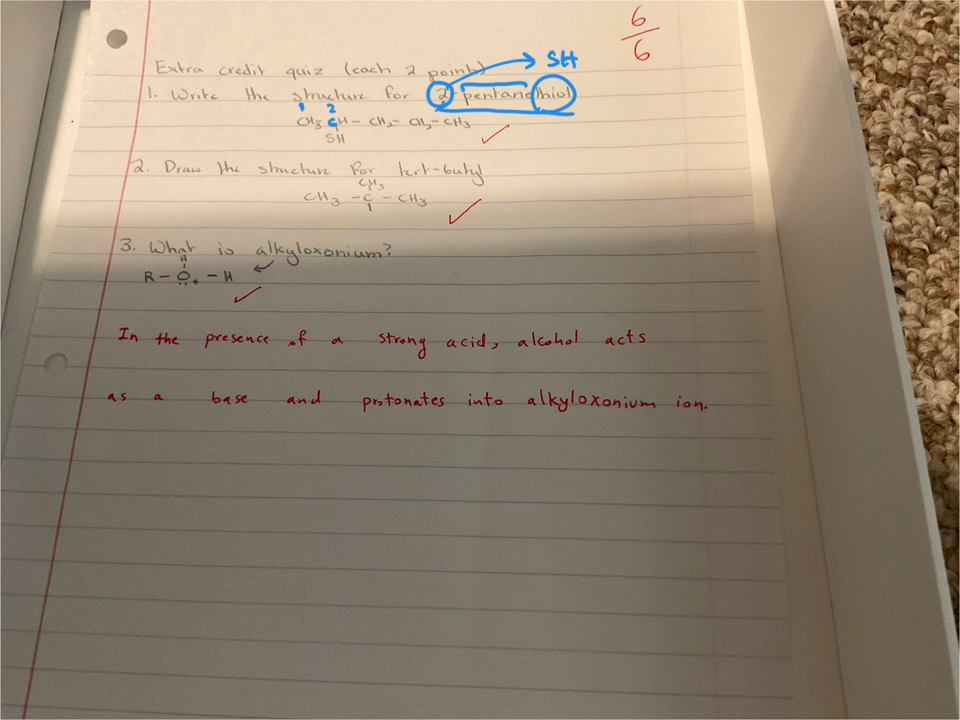 6
6
Extra credit quiz (each 2 points)
SH
1. Write the structure for 2-pentanethiol
1 2
CH₃ CH - CH₂ - CH₂ - CH₃
SH
2. Draw the structure for tert-butyl
CH₃
CH₃ - C - CH₃
3. What is alkyloxonium?
H
R - O + - H
In the presence of a strong acid, alcohol acts
as a base and protonates into alkyloxonium ion.